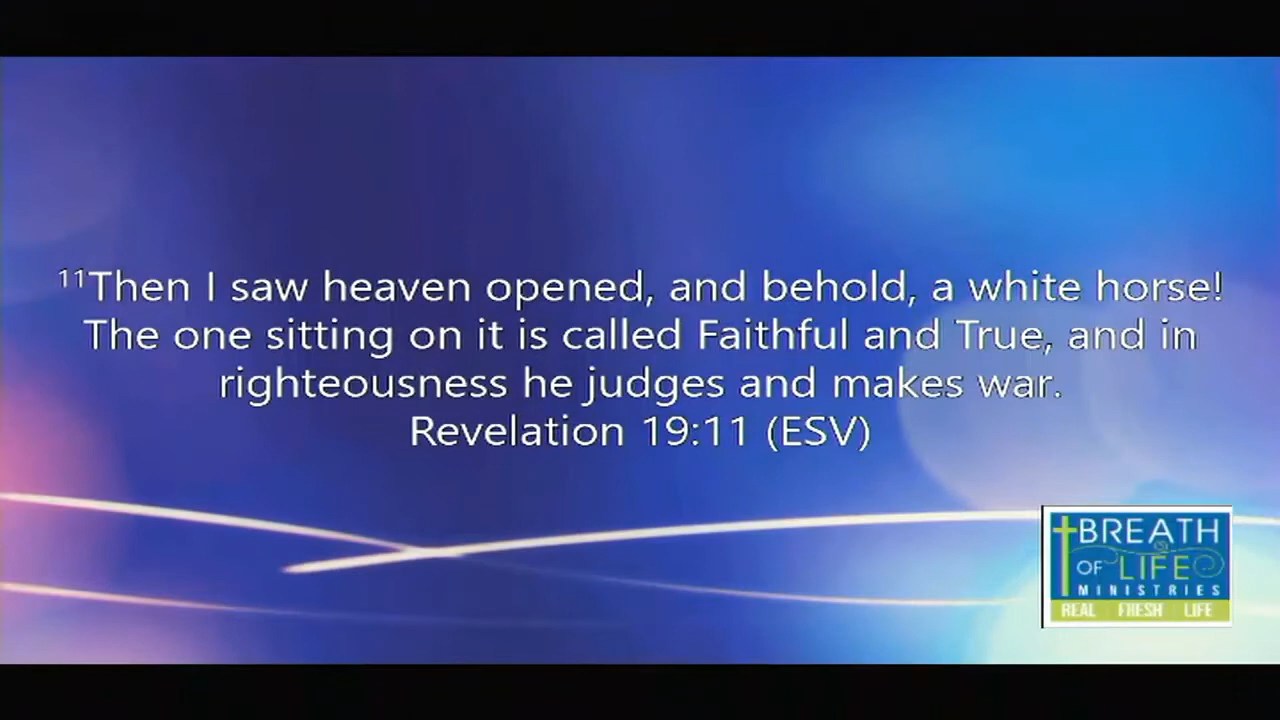 ¹¹Then I saw heaven opened, and behold, a white horse!
The one sitting on it is called Faithful and True, and in
righteousness he judges and makes war.
Revelation 19:11 (ESV)
BREATH
OF LIFE
MINISTRIES
REAL FRESH LIFE